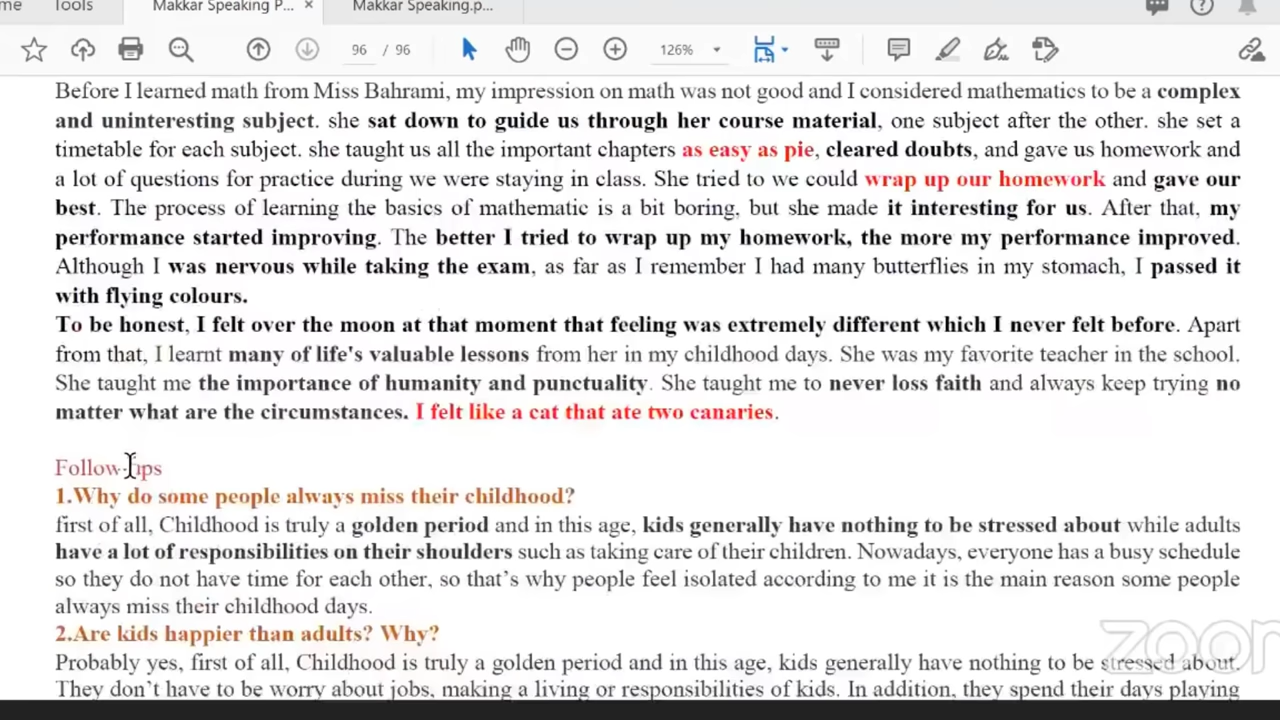 me Tools Makkar Speaking P... × Makkar Speaking.p...
96 / 96 126%
Before I learned math from Miss Bahrami, my impression on math was not good and I considered mathematics to be a complex
and uninteresting subject. she sat down to guide us through her course material, one subject after the other. she set a
timetable for each subject. she taught us all the important chapters as easy as pie, cleared doubts, and gave us homework and
a lot of questions for practice during we were staying in class. She tried to we could wrap up our homework and gave our
best. The process of learning the basics of mathematic is a bit boring, but she made it interesting for us. After that, my
performance started improving. The better I tried to wrap up my homework, the more my performance improved.
Although I was nervous while taking the exam, as far as I remember I had many butterflies in my stomach, I passed it
with flying colours.
To be honest, I felt over the moon at that moment that feeling was extremely different which I never felt before. Apart
from that, I learnt many of life's valuable lessons from her in my childhood days. She was my favorite teacher in the school.
She taught me the importance of humanity and punctuality. She taught me to never loss faith and always keep trying no
matter what are the circumstances. I felt like a cat that ate two canaries.
Follow-ups
1.Why do some people always miss their childhood?
first of all, Childhood is truly a golden period and in this age, kids generally have nothing to be stressed about while adults
have a lot of responsibilities on their shoulders such as taking care of their children. Nowadays, everyone has a busy schedule
so they do not have time for each other, so that's why people feel isolated according to me it is the main reason some people
always miss their childhood days.
2.Are kids happier than adults? Why?
Probably yes, first of all, Childhood is truly a golden period and in this age, kids generally have nothing to be stressed about.
They don't have to be worry about jobs, making a living or responsibilities of kids. In addition, they spend their days playing
zoom